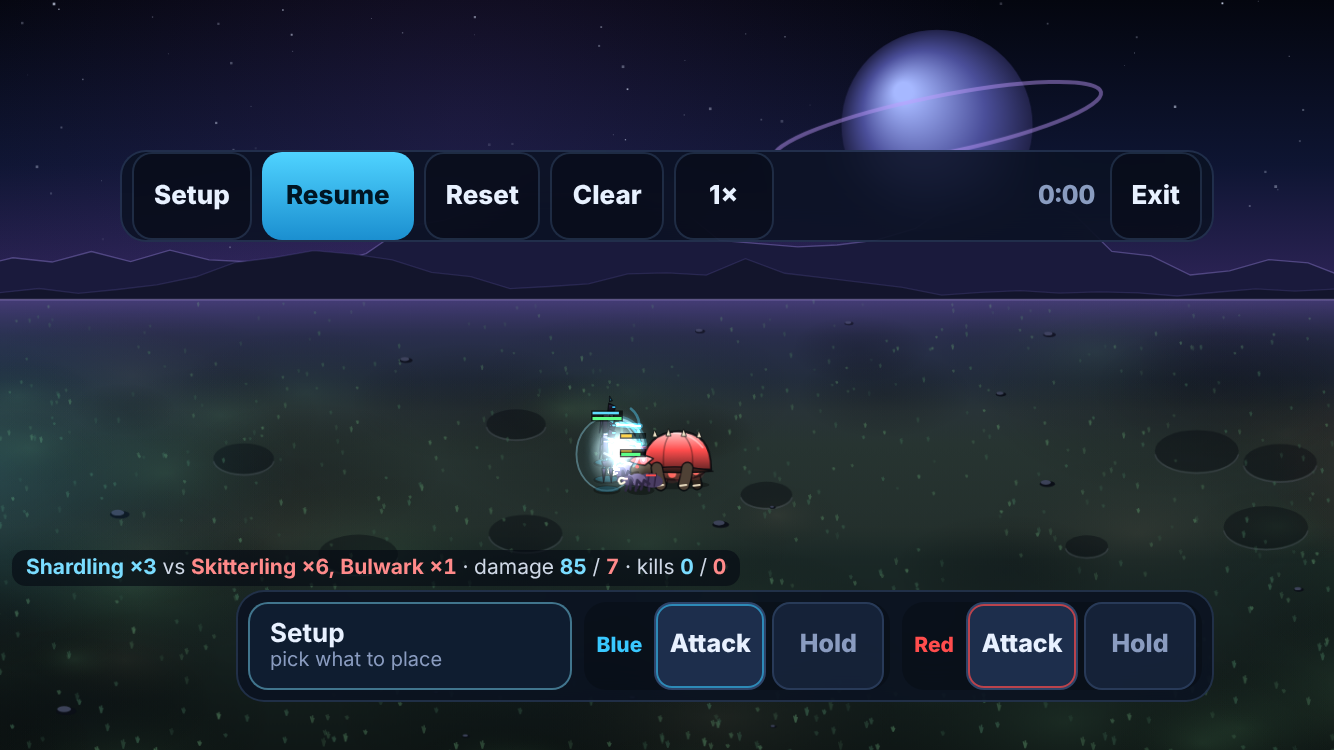 Setup
Resume
Reset
Clear
1×
0:00
Exit
Shardling ×3 vs Skitterling ×6, Bulwark ×1 · damage 85 / 7 · kills 0 / 0
Setup
pick what to place
Blue
Attack
Hold
Red
Attack
Hold